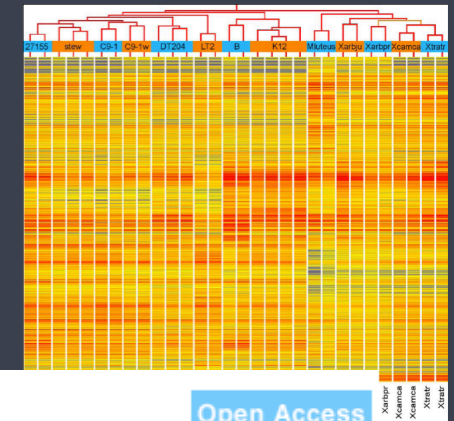 27155 stew C9-1 C9-1w DT204 LT2 B K12 Mluteus Xarbju Xarbpr Xcamca Xtratr
Xarbpr
Xcamca
Xcamca
Xtratr
Xtratr
Open Access